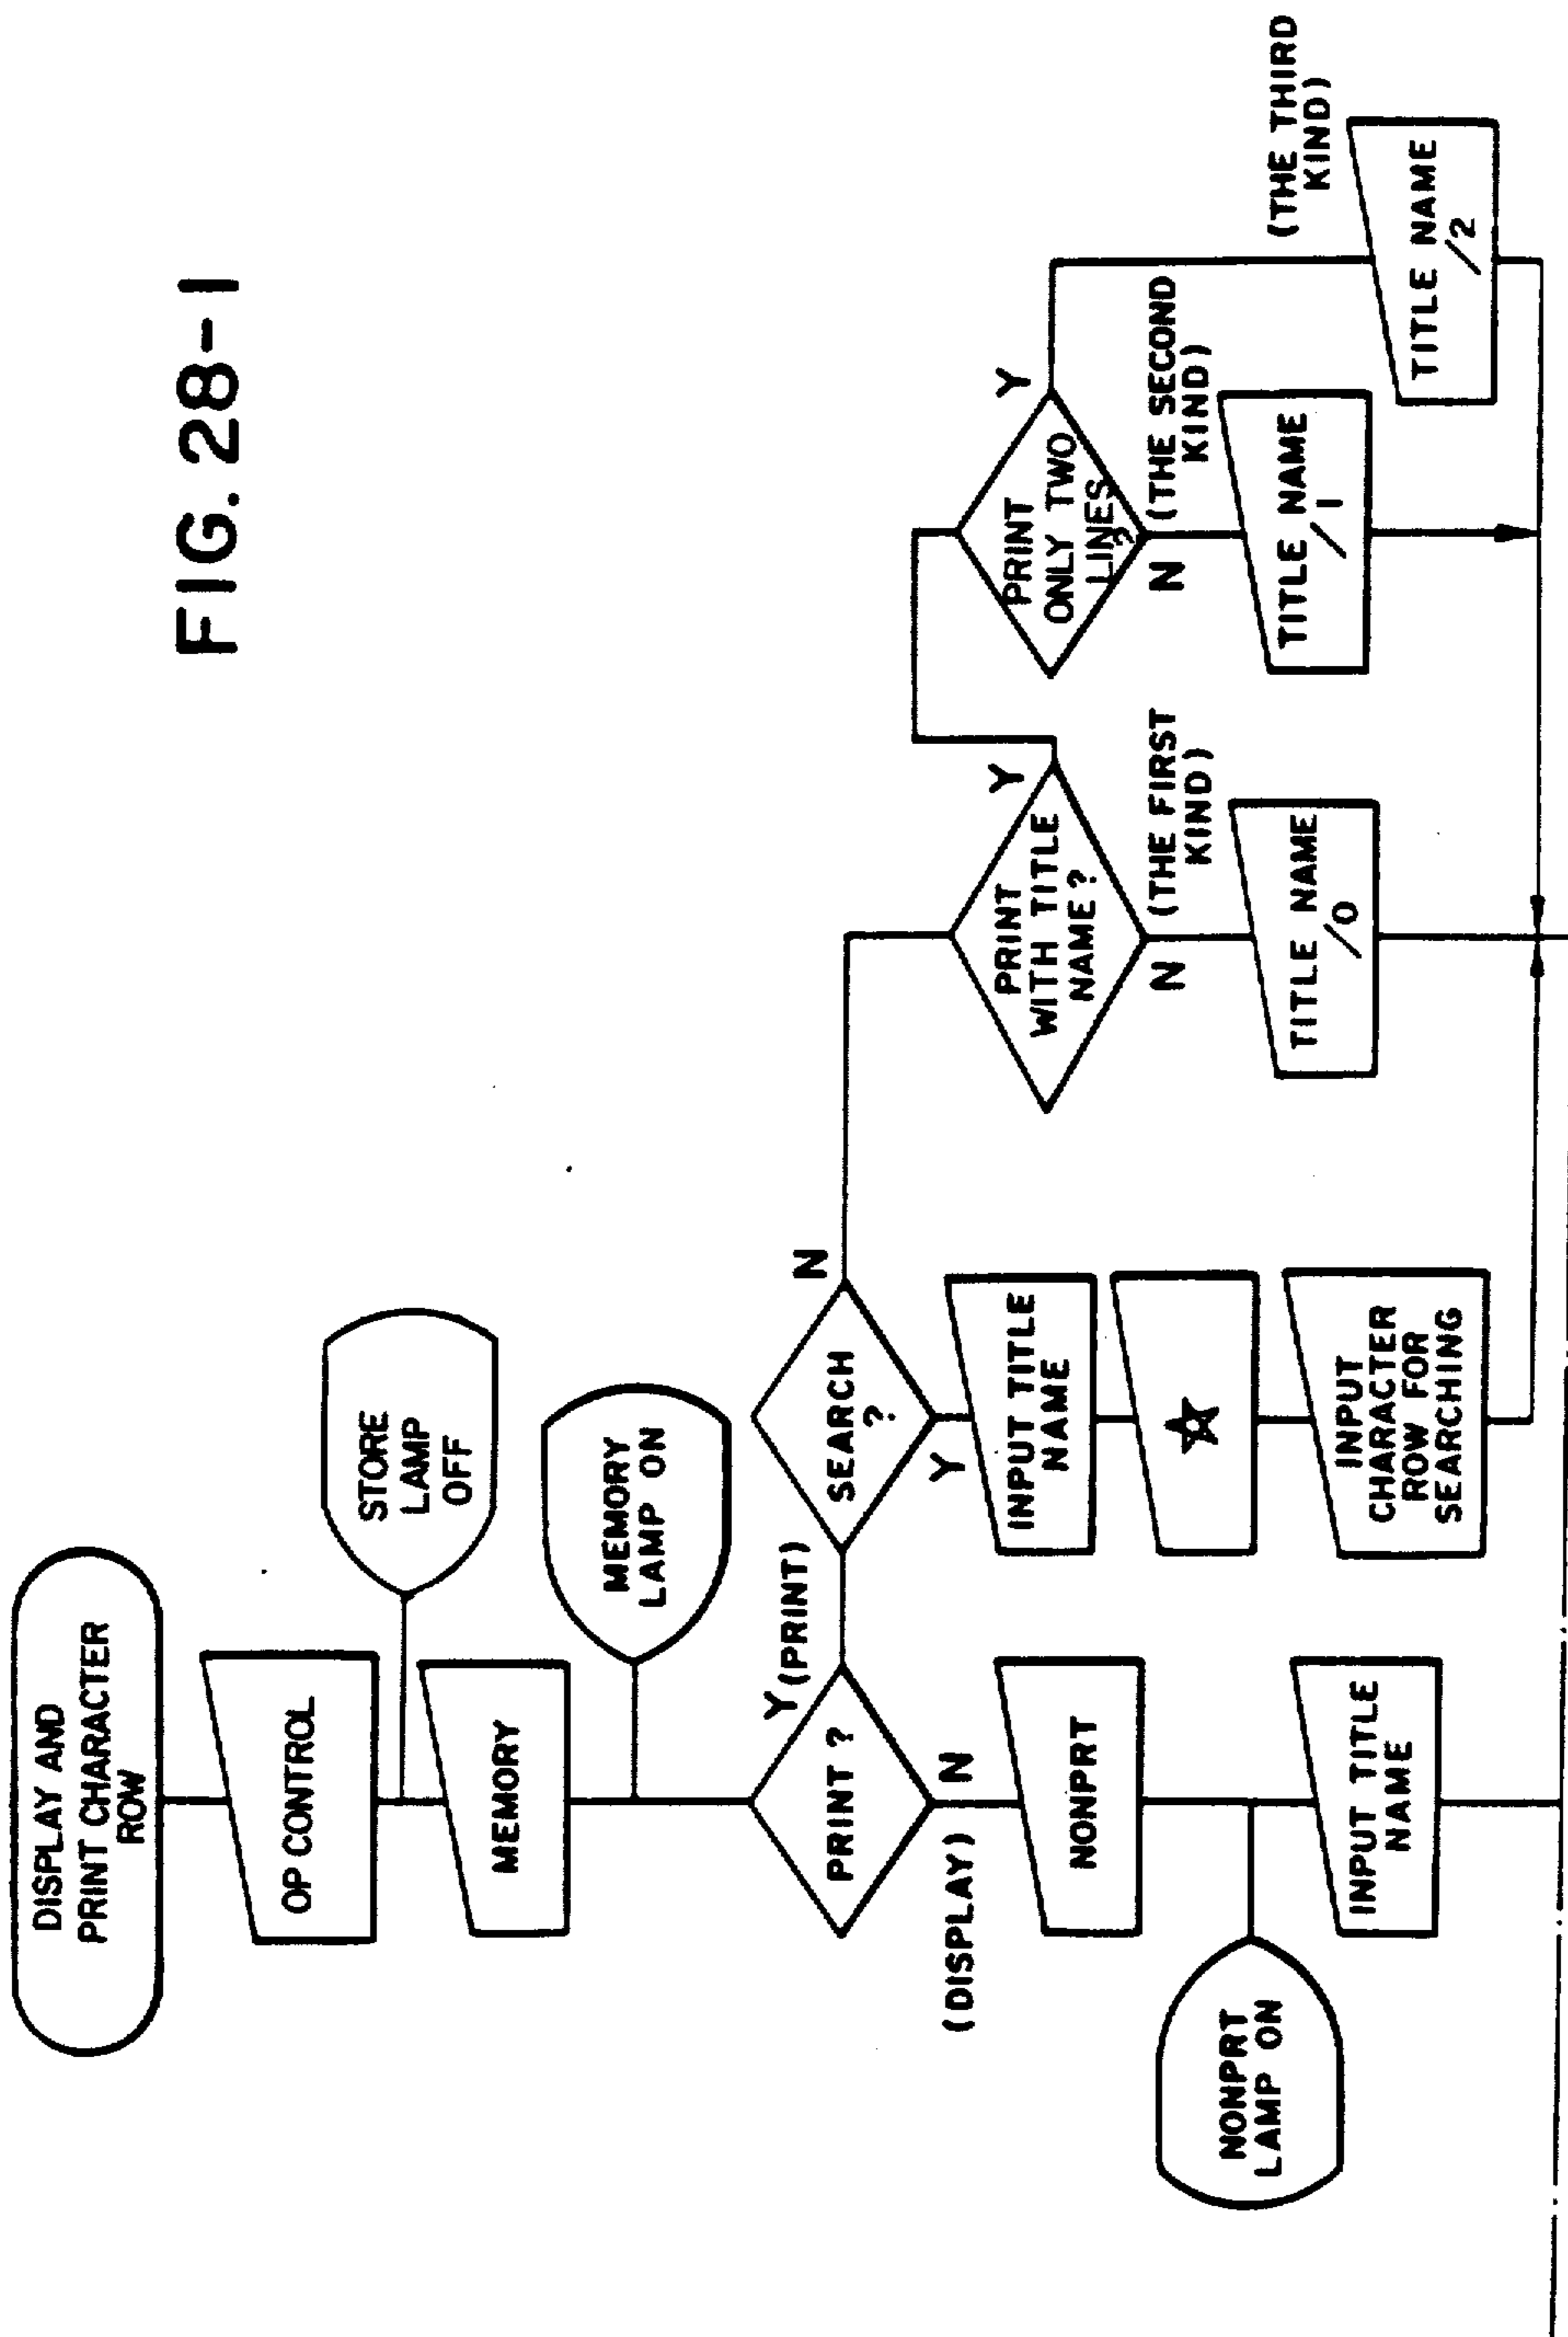 FIG. 28-1
DISPLAY AND
PRINT CHARACTER
ROW
OP CONTROL
STORE
LAMP
OFF
MEMORY
MEMORY
LAMP ON
PRINT ?
Y (PRINT)
N
(DISPLAY)
NONPRT
NONPRT
LAMP ON
INPUT TITLE
NAME
SEARCH
?
N
Y
INPUT TITLE
NAME
☆
INPUT
CHARACTER
ROW FOR
SEARCHING
PRINT
WITH TITLE
NAME ?
Y
N
(THE FIRST
KIND)
TITLE NAME
/0
PRINT
ONLY TWO
LINES
?
Y
N
(THE SECOND
KIND)
TITLE NAME
/1
(THE THIRD
KIND)
TITLE NAME
/2